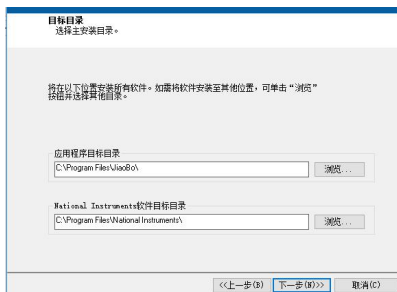 目标目录
选择主安装目录。
将在以下位置安装所有软件。如需将软件安装至其他位置，可单击“浏览”
按钮并选择其他目录。
应用程序目标目录
C:\Program Files\JiaoBo\
浏览...
National Instruments软件目标目录
C:\Program Files\National Instruments\
浏览...
<<上一步(B)
下一步(N)>>
取消(C)